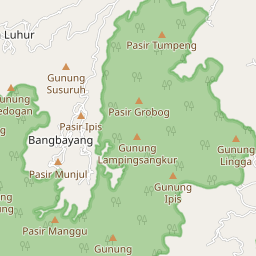 Luhur
Pasir Tumpeng
Gunung
Susuruh
Gunung
edogan
Pasir Grobog
Pasir Ipis
Bangbayang
Gunung
Lampingsangkur
Gunung
Lingga
Pasir Munjul
Gunung
Ipis
Pasir Manggu
Gunung